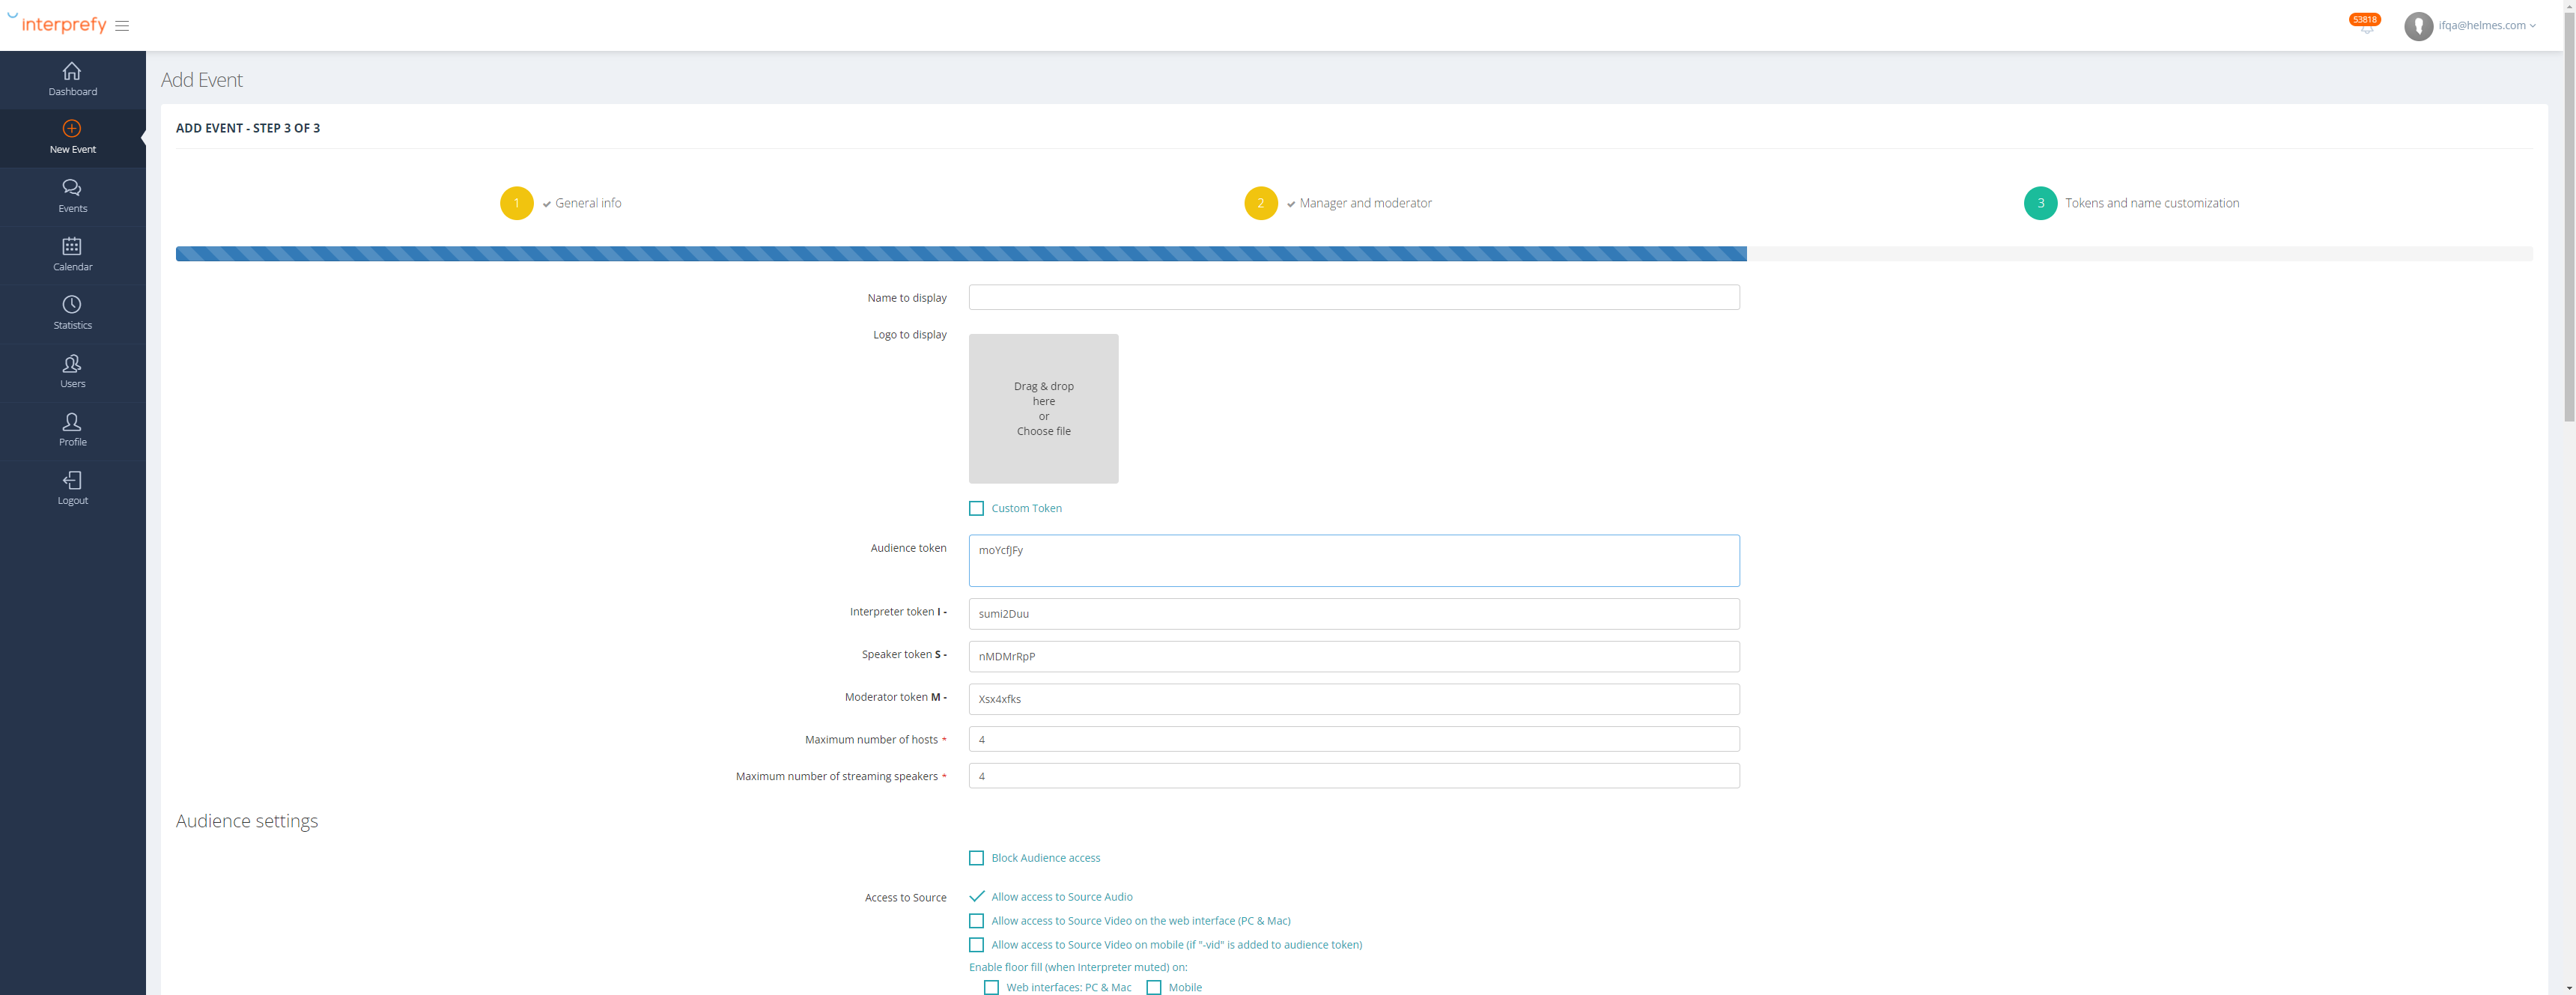 interprefy
53818
ifqa@helmes.com
Dashboard
New Event
Events
Calendar
Statistics
Users
Profile
Logout
Add Event
ADD EVENT - STEP 3 OF 3
1 General info
2 Manager and moderator
3 Tokens and name customization
Name to display
Logo to display
Drag & drop
here
or
Choose file
Custom Token
Audience token moYcfJFy
Interpreter token I - sumi2Duu
Speaker token S - nMDMrRpP
Moderator token M - Xsx4xfks
Maximum number of hosts * 4
Maximum number of streaming speakers * 4
Audience settings
Block Audience access
Access to Source Allow access to Source Audio
Allow access to Source Video on the web interface (PC & Mac)
Allow access to Source Video on mobile (if "-vid" is added to audience token)
Enable floor fill (when Interpreter muted) on:
Web interfaces: PC & Mac Mobile